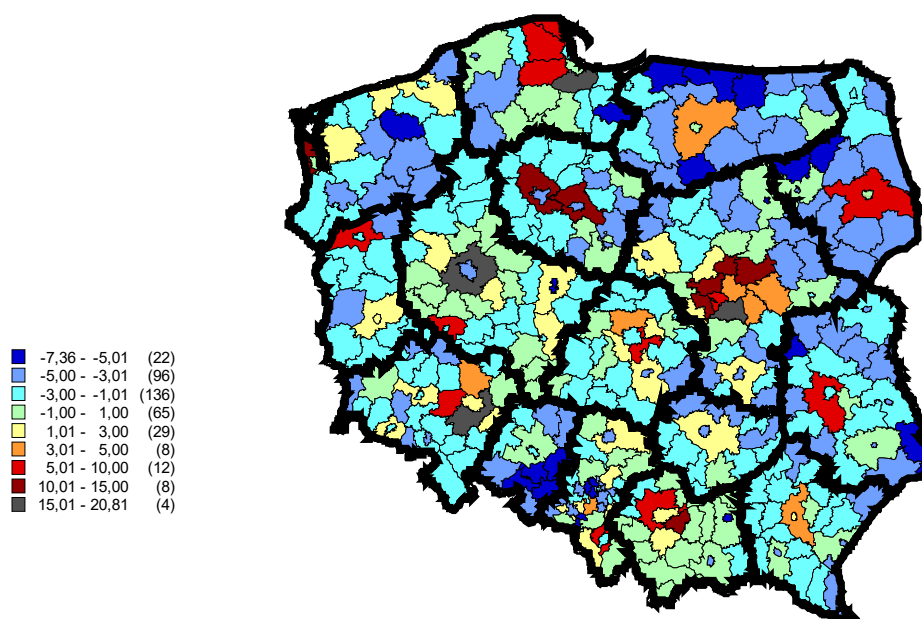 -7,36 - -5,01 (22)
-5,00 - -3,01 (96)
-3,00 - -1,01 (136)
-1,00 - 1,00 (65)
1,01 - 3,00 (29)
3,01 - 5,00 (8)
5,01 - 10,00 (12)
10,01 - 15,00 (8)
15,01 - 20,81 (4)